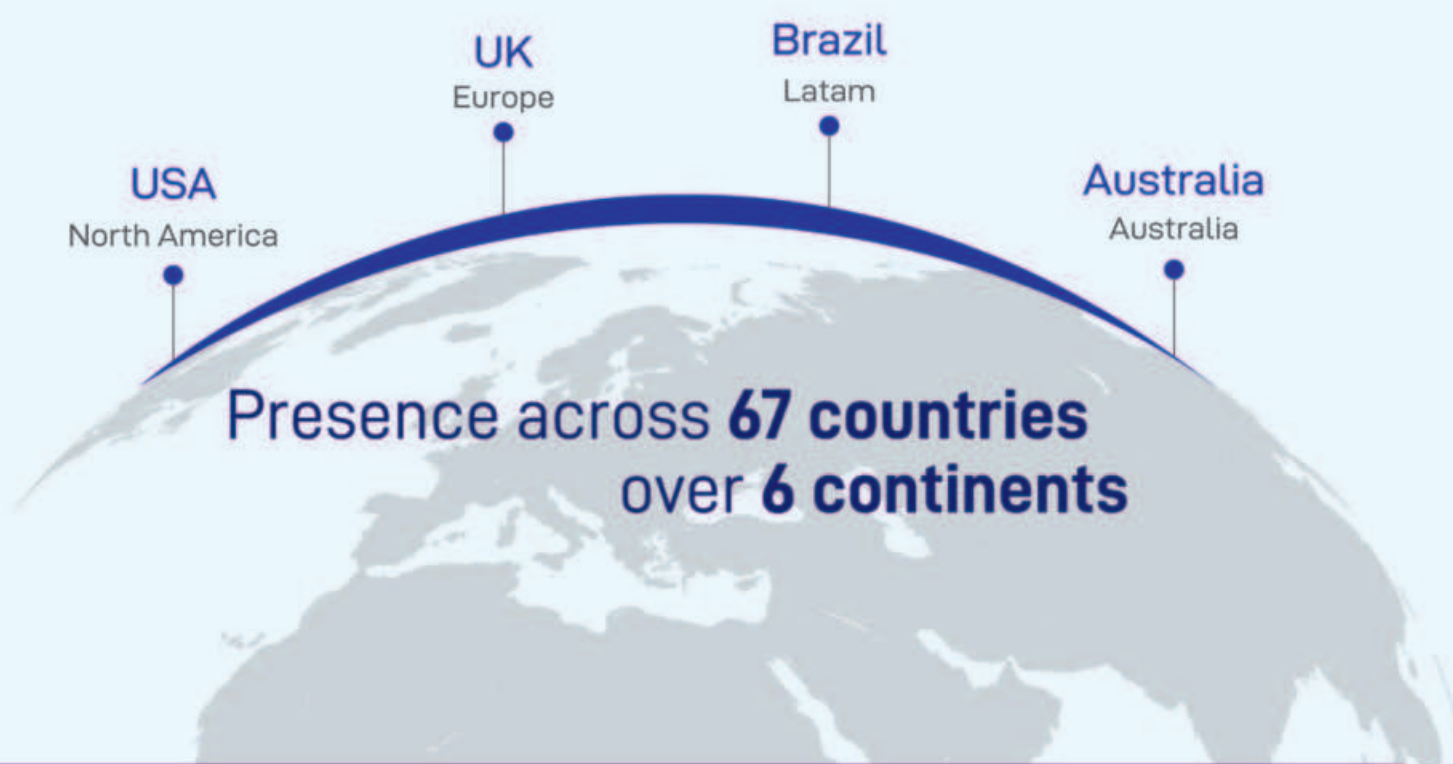 USA
North America
UK
Europe
Brazil
Latam
Australia
Australia
Presence across 67 countries
over 6 continents